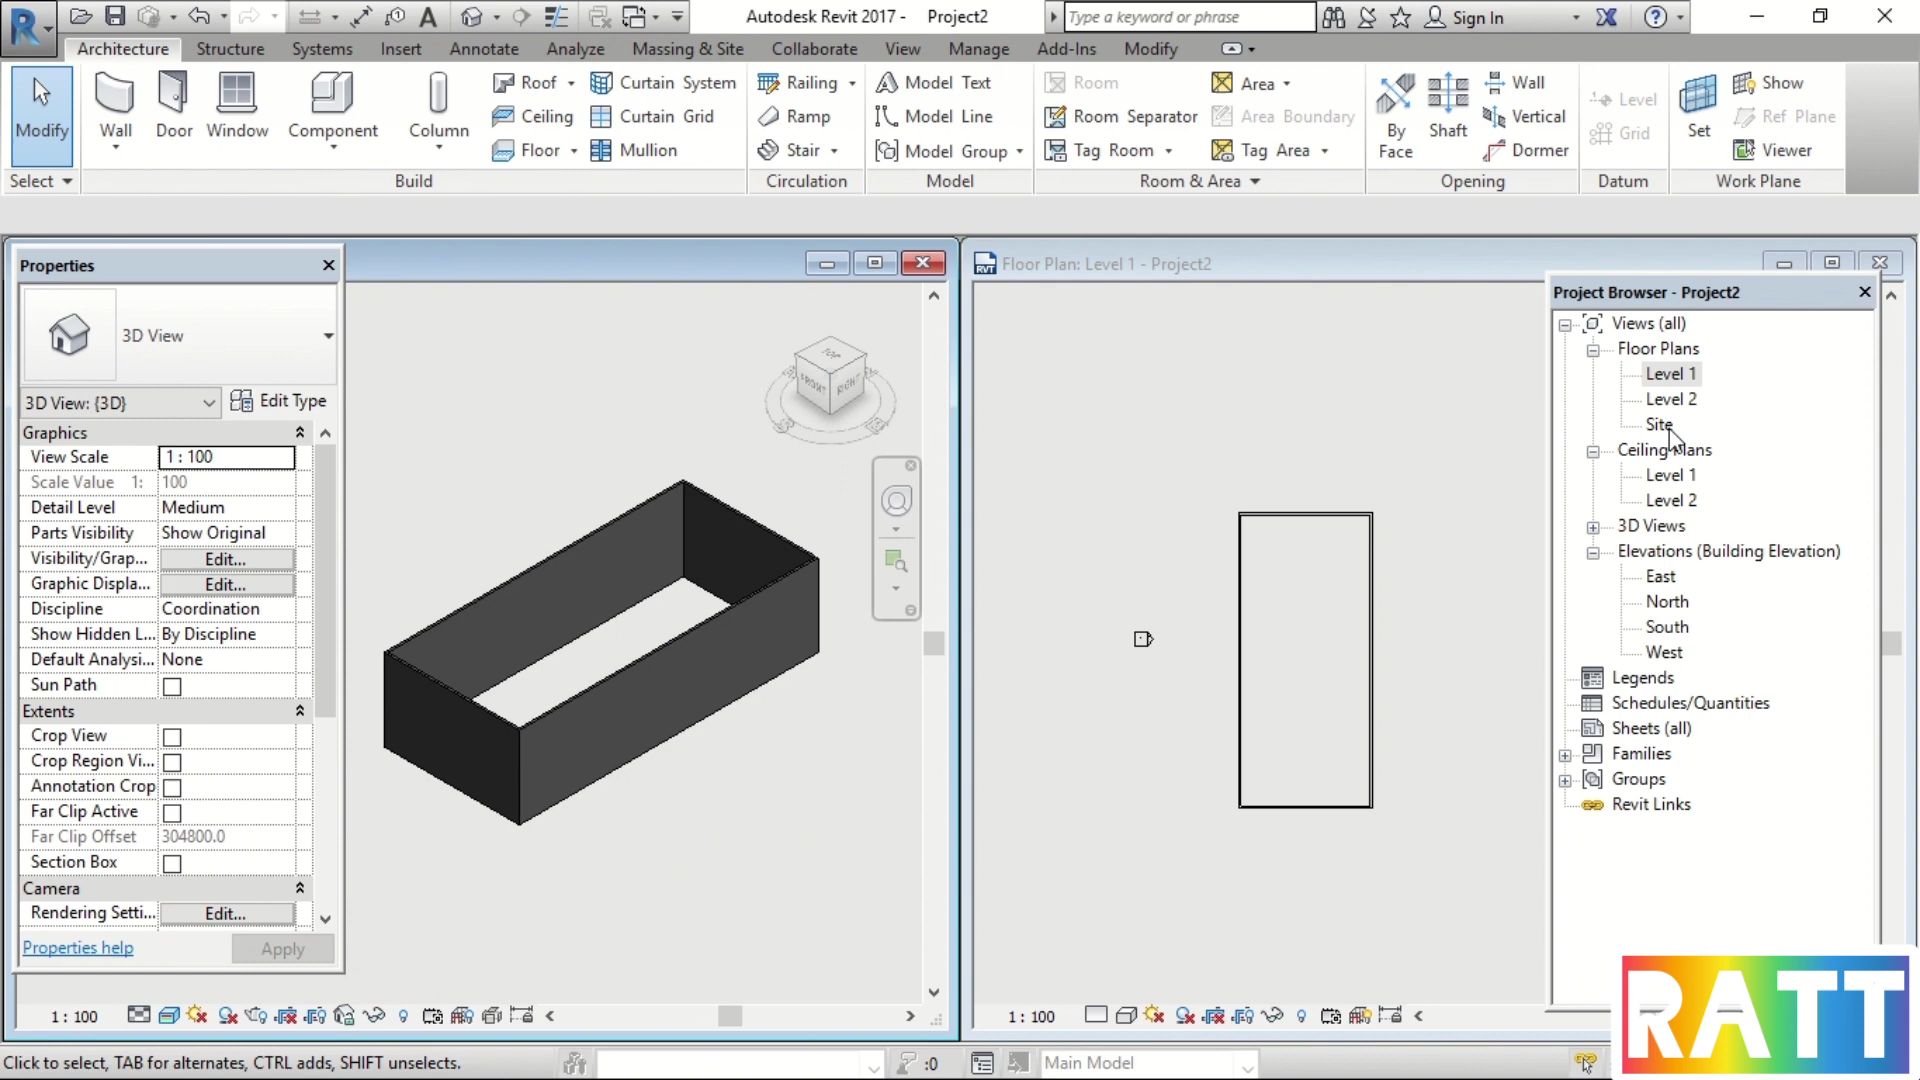 Autodesk Revit 2017 - Project2
Type a keyword or phrase
Sign In
Architecture Structure Systems Insert Annotate Analyze Massing & Site Collaborate View Manage Add-Ins Modify
Modify
Wall
Door
Window
Component
Column
Roof
Ceiling
Floor
Curtain System
Curtain Grid
Mullion
Railing
Ramp
Stair
Model Text
Model Line
Model Group
Room
Room Separator
Tag Room
Area
Area Boundary
Tag Area
By
Face
Shaft
Wall
Vertical
Dormer
Level
Grid
Set
Show
Ref Plane
Viewer
Select Build Circulation Model Room & Area Opening Datum Work Plane
Properties
3D View
3D View: {3D} Edit Type
Graphics
View Scale 1 : 100
Scale Value 1: 100
Detail Level Medium
Parts Visibility Show Original
Visibility/Grap... Edit...
Graphic Displa... Edit...
Discipline Coordination
Show Hidden L... By Discipline
Default Analysi... None
Sun Path
Extents
Crop View
Crop Region Vi...
Annotation Crop
Far Clip Active
Far Clip Offset 304800.0
Section Box
Camera
Rendering Setti... Edit...
Properties help Apply
TOP
FRONT RIGHT
1 : 100
Floor Plan: Level 1 - Project2
1 : 100
Project Browser - Project2
Views (all)
Floor Plans
Level 1
Level 2
Site
Ceiling Plans
Level 1
Level 2
3D Views
Elevations (Building Elevation)
East
North
South
West
Legends
Schedules/Quantities
Sheets (all)
Families
Groups
Revit Links
RATT
Click to select, TAB for alternates, CTRL adds, SHIFT unselects.
:0
Main Model